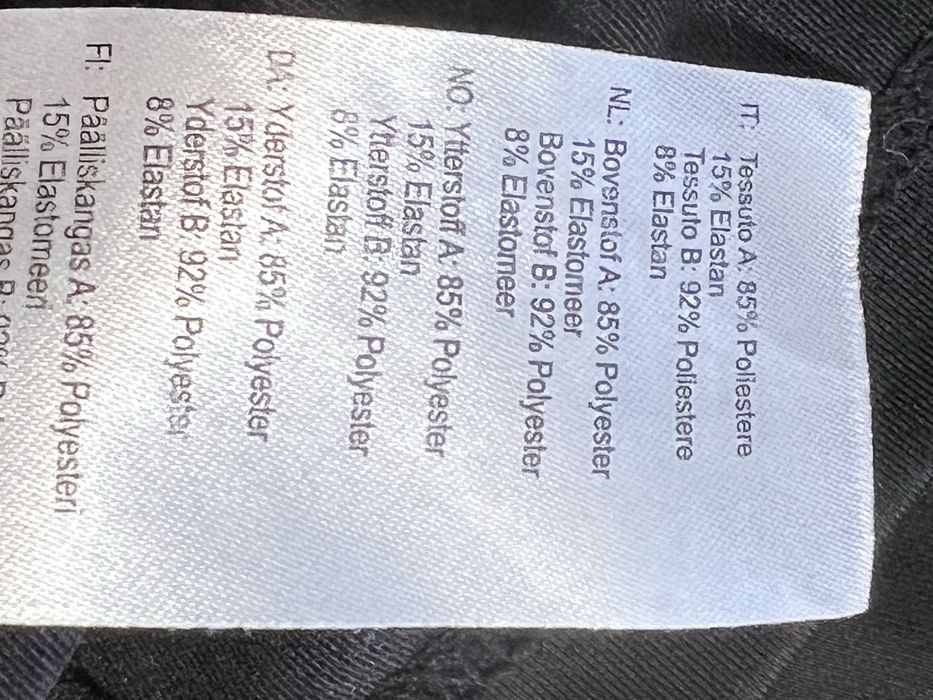 IT: Tessuto A: 85% Poliestere
15% Elastan
Tessuto B: 92% Poliestere
8% Elastan
NL: Bovenstof A: 85% Polyester
15% Elastomeer
Bovenstof B: 92% Polyester
8% Elastomeer
NO: Ytterstoff A: 85% Polyester
15% Elastan
Ytterstoff B: 92% Polyester
8% Elastan
DA: Yderstof A: 85% Polyester
15% Elastan
Yderstof B: 92% Polyester
8% Elastan
FI: Päälliskangas A: 85% Polyesteri
15% Elastomeeri
Päälliskangas B: 92%